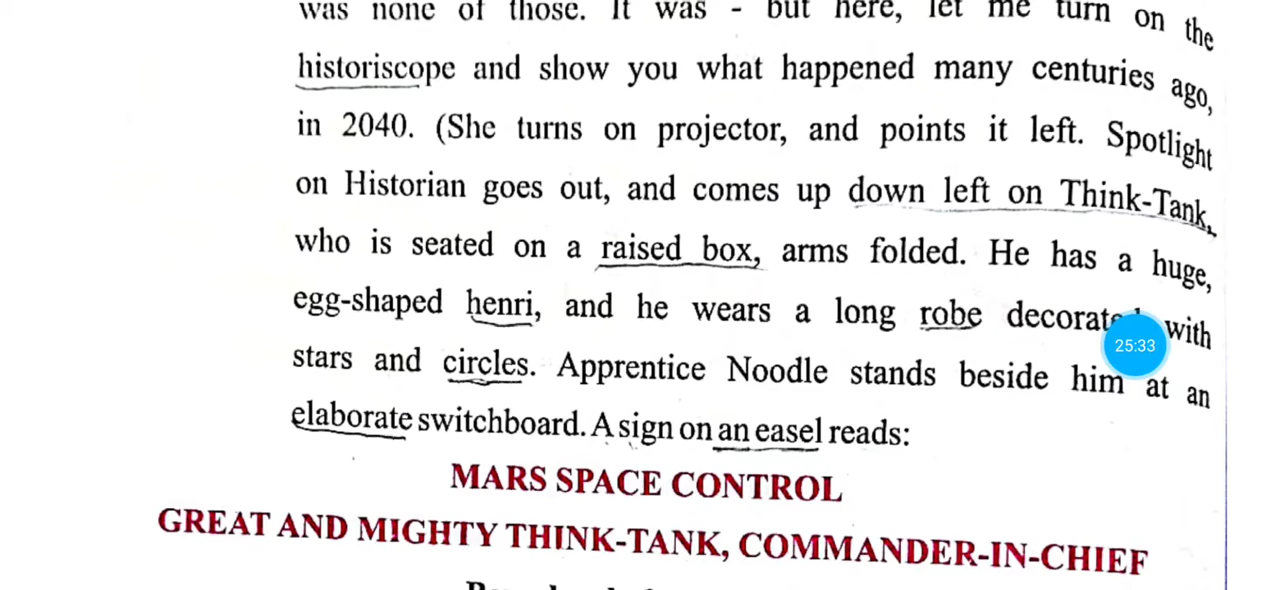 was none of those. It was - but here, let me turn on the
historiscope and show you what happened many centuries ago,
in 2040. (She turns on projector, and points it left. Spotlight
on Historian goes out, and comes up down left on Think-Tank,
who is seated on a raised box, arms folded. He has a huge,
egg-shaped henri, and he wears a long robe decorated with
25:33
stars and circles. Apprentice Noodle stands beside him at an
elaborate switchboard. A sign on an easel reads:
MARS SPACE CONTROL
GREAT AND MIGHTY THINK-TANK, COMMANDER-IN-CHIEF